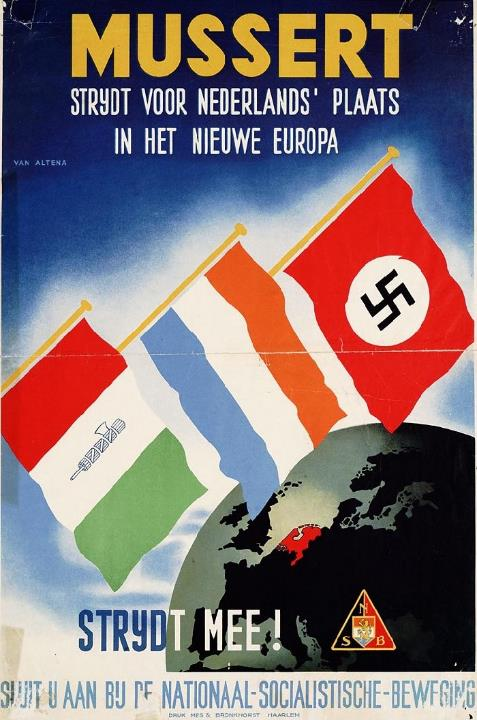 MUSSERT
STRYDT VOOR NEDERLANDS' PLAATS
IN HET NIEUWE EUROPA
VAN ALTENA
STRYDT MEE!
N
S B
SLUIT U AAN BIJ DE NATIONAAL-SOCIALISTISCHE-BEWEGING
DRUK MES & BRONKHORST HAARLEM